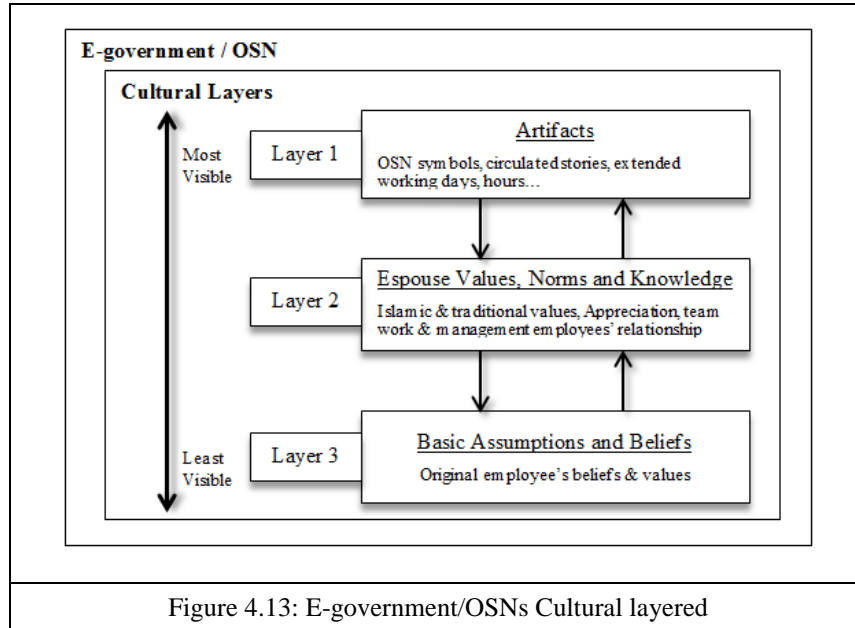 E-government / OSN
Cultural Layers
Most
Visible
Layer 1
Artifacts
OSN symbols, circulated stories, extended
working days, hours...
Layer 2
Espouse Values, Norms and Knowledge
Islamic & traditional values, Appreciation, team
work & management employees' relationship
Least
Visible
Layer 3
Basic Assumptions and Beliefs
Original employee's beliefs & values
Figure 4.13: E-government/OSNs Cultural layered